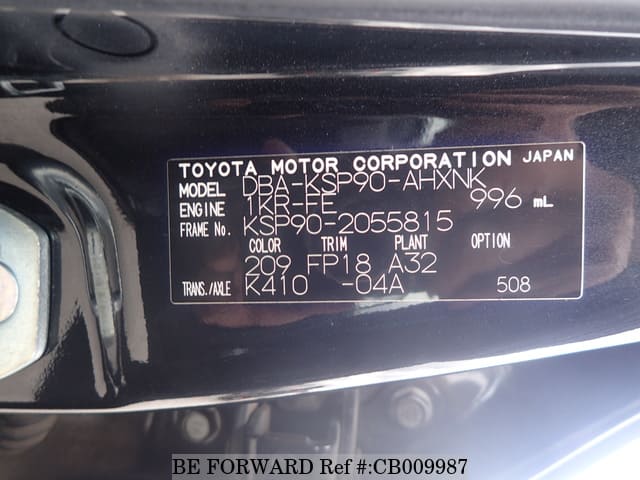 TOYOTA MOTOR CORPORATION JAPAN
MODEL DBA-KSP90-AHXNK
ENGINE 1KR-FE 996 mL
FRAME NO. KSP90-2055815
COLOR TRIM PLANT OPTION
209 FP18 A32
TRANS./AXLE K410 -04A 508
BE FORWARD Ref #:CB009987